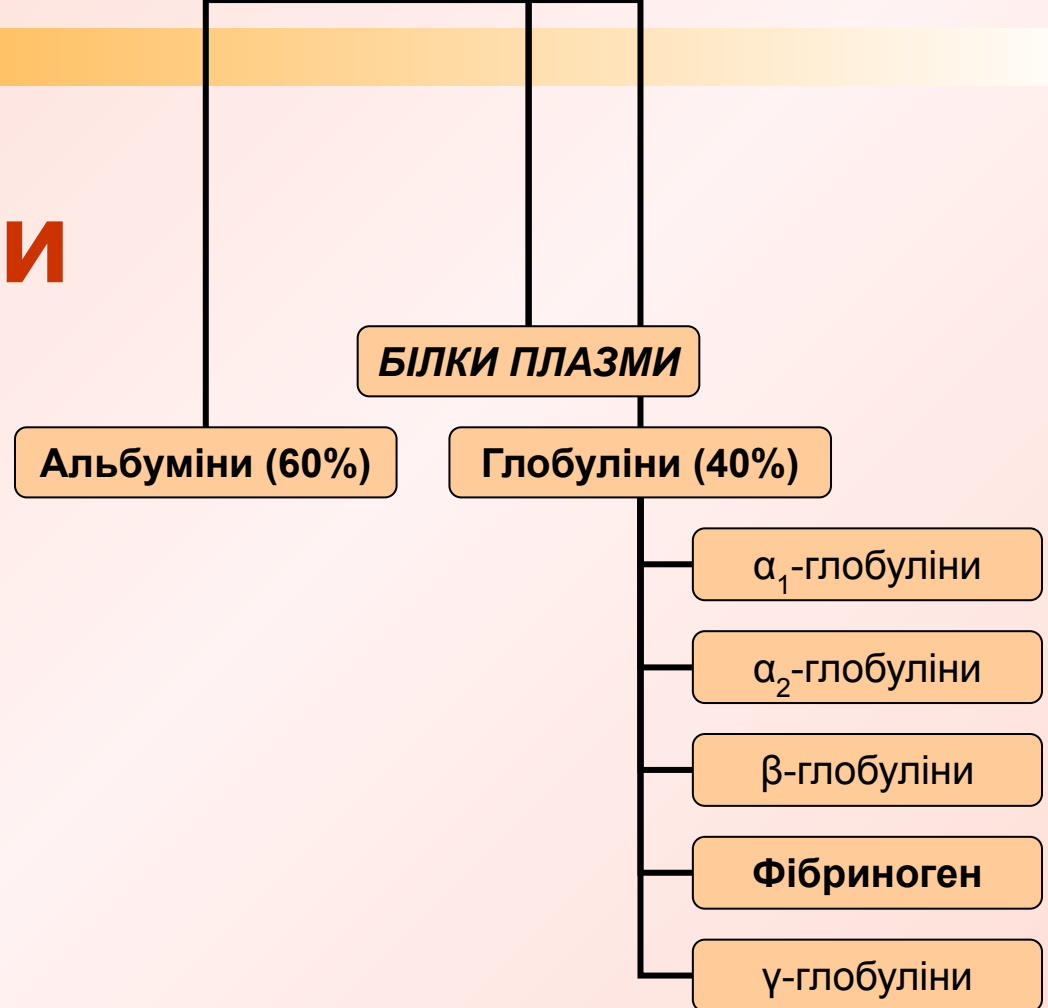 и
БІЛКИ ПЛАЗМИ
Альбуміни (60%)
Глобуліни (40%)
α₁-глобуліни
α₂-глобуліни
β-глобуліни
Фібриноген
γ-глобуліни